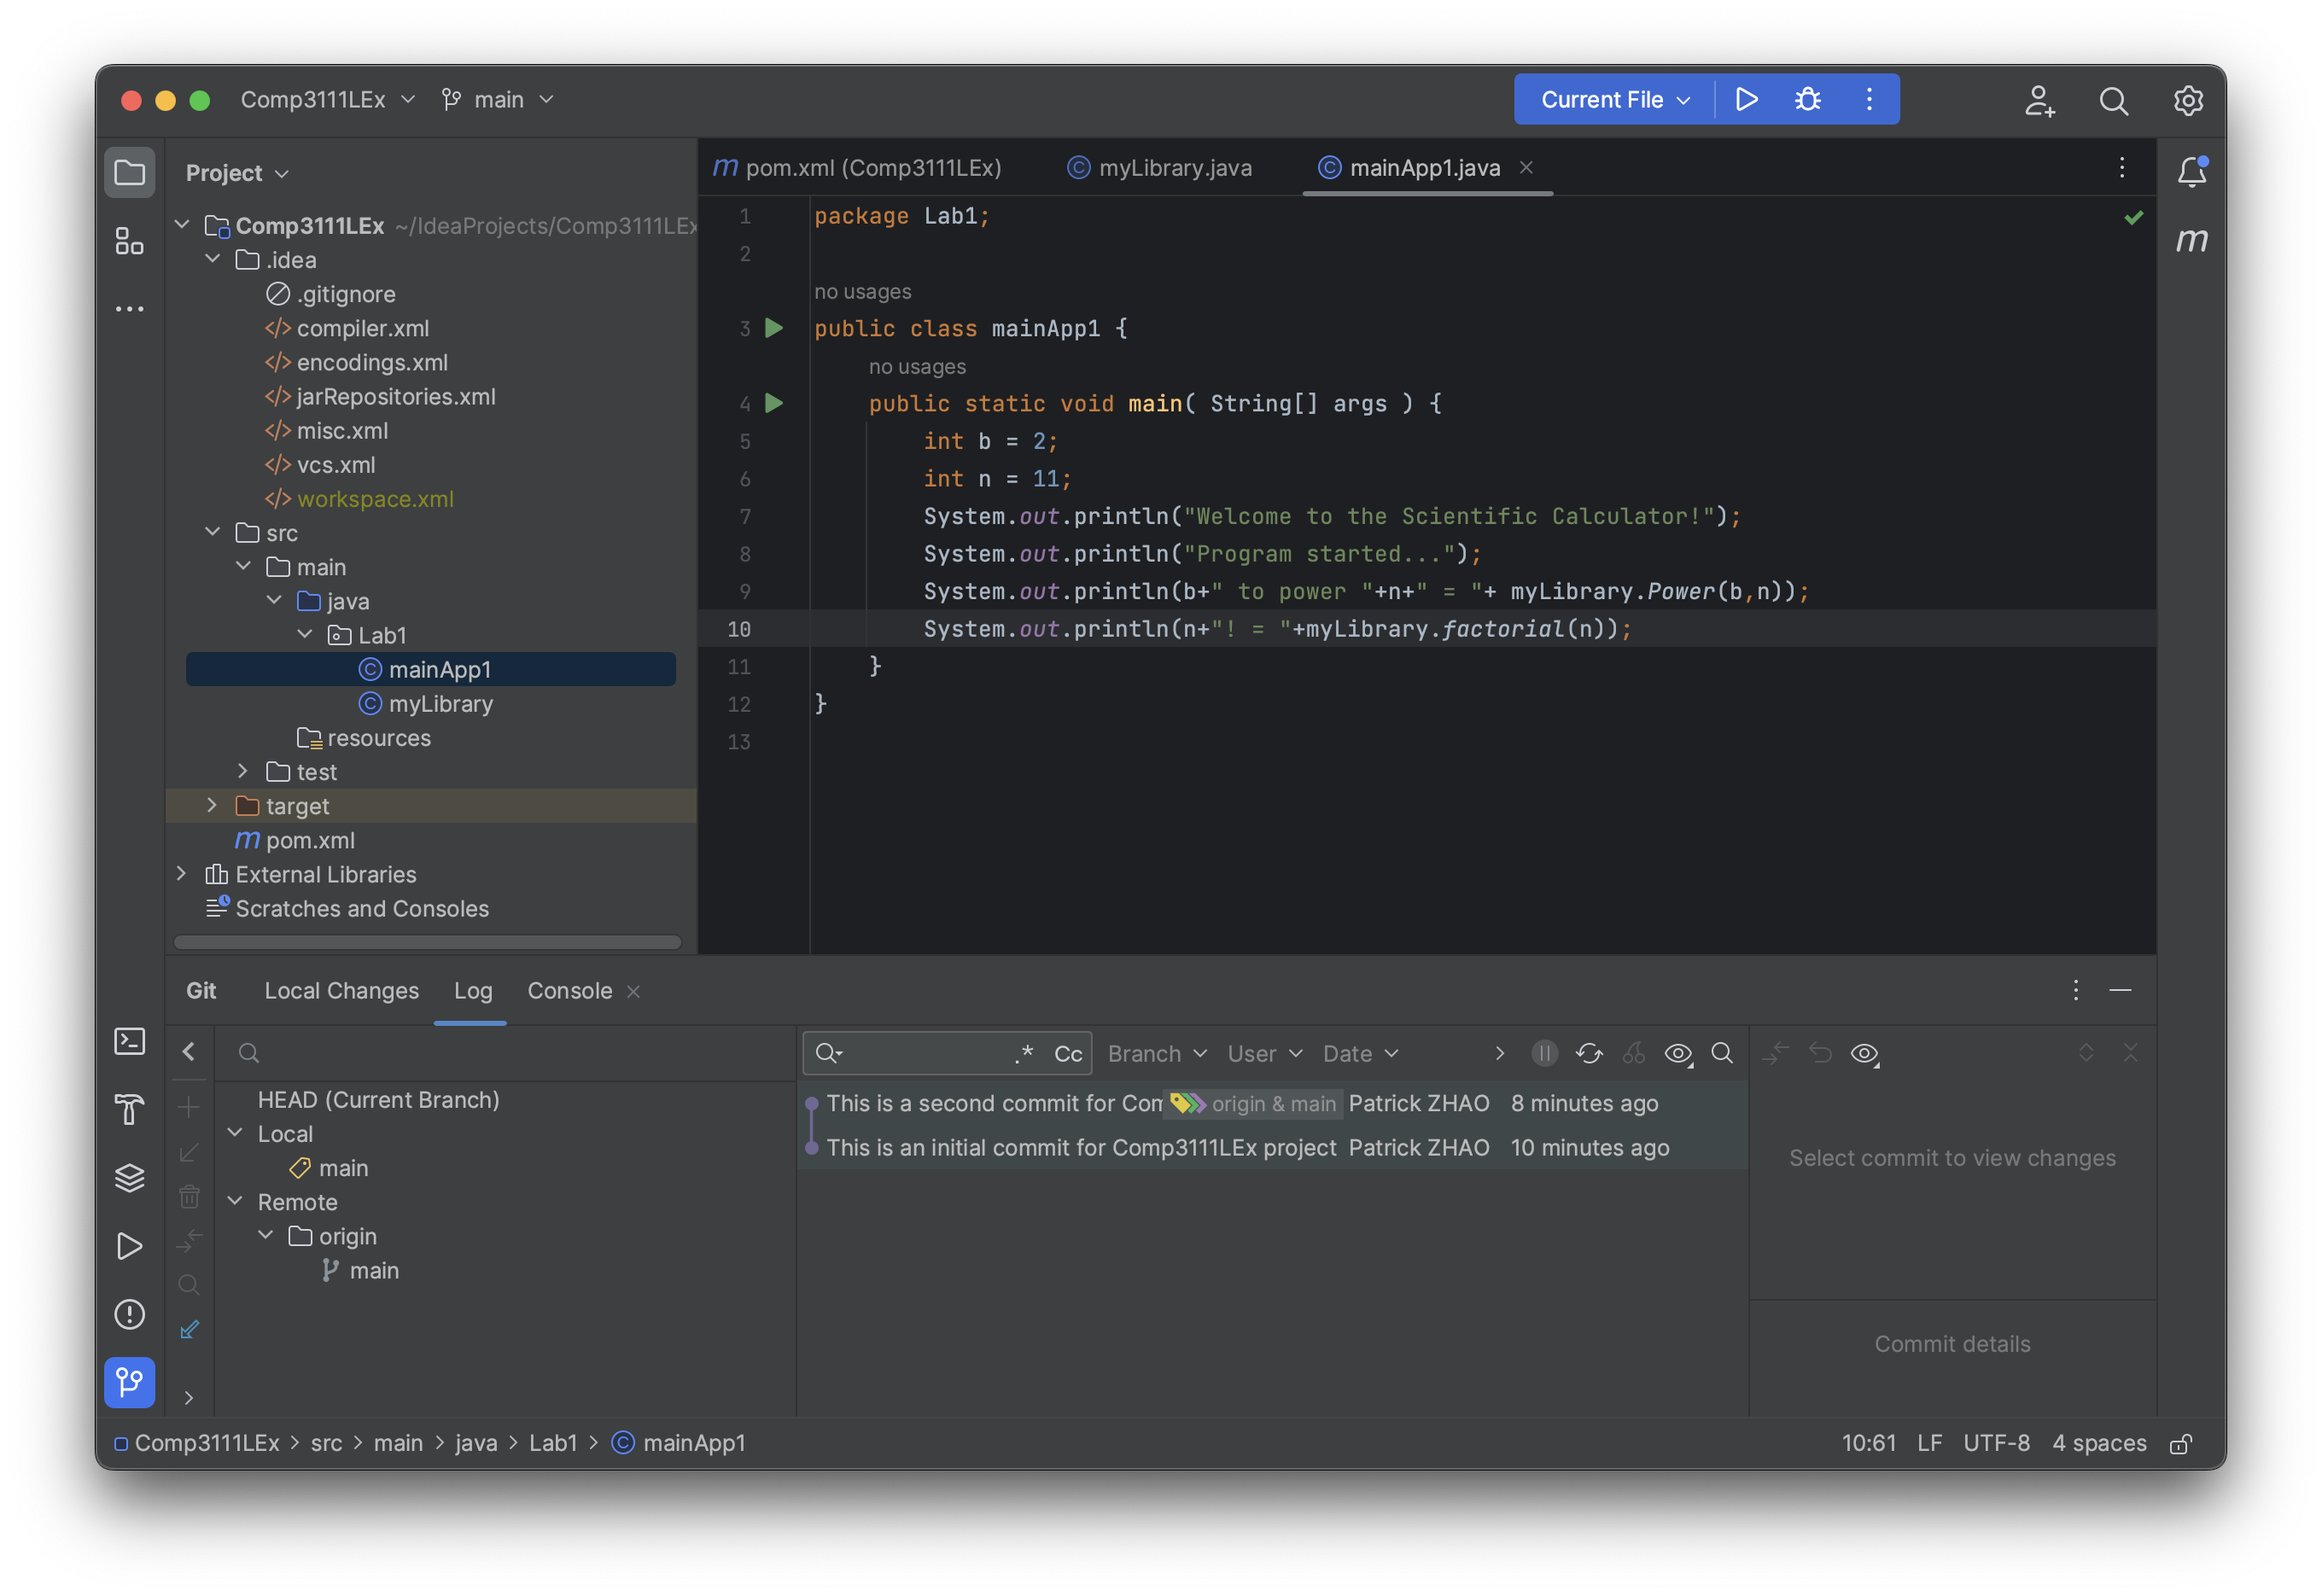 Comp3111LEx main Current File
Project
Comp3111LEx ~/IdeaProjects/Comp3111LEx
.idea
.gitignore
compiler.xml
encodings.xml
jarRepositories.xml
misc.xml
vcs.xml
workspace.xml
src
main
java
Lab1
mainApp1
myLibrary
resources
test
target
m pom.xml
External Libraries
Scratches and Consoles
m pom.xml (Comp3111LEx) C myLibrary.java C mainApp1.java
m
1 package Lab1;
2
no usages
3 public class mainApp1 {
no usages
4 public static void main( String[] args ) {
5 int b = 2;
6 int n = 11;
7 System.out.println("Welcome to the Scientific Calculator!");
8 System.out.println("Program started...");
9 System.out.println(b+" to power "+n+" = "+ myLibrary.Power(b,n));
10 System.out.println(n+"! = "+myLibrary.factorial(n));
11 }
12 }
13
Git Local Changes Log Console
HEAD (Current Branch)
Local
main
Remote
origin
main
.* Cc Branch User Date
This is a second commit for Com origin & main Patrick ZHAO 8 minutes ago
This is an initial commit for Comp3111LEx project Patrick ZHAO 10 minutes ago
Select commit to view changes
Commit details
Comp3111LEx > src > main > java > Lab1 > C mainApp1 10:61 LF UTF-8 4 spaces